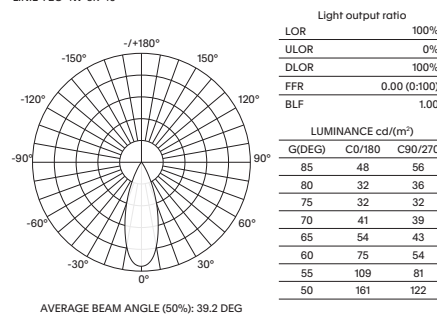 -/+180°
-150°
150°
-120°
120°
-90°
90°
-60°
60°
-30°
30°
0°
AVERAGE BEAM ANGLE (50%): 39.2 DEG
Light output ratio
LOR 100%
ULOR 0%
DLOR 100%
FFR 0.00 (0:100)
BLF 1.00
LUMINANCE cd/(m²)
G(DEG) C0/180 C90/270
85 48 56
80 32 36
75 32 32
70 41 39
65 54 43
60 75 54
55 109 81
50 161 122